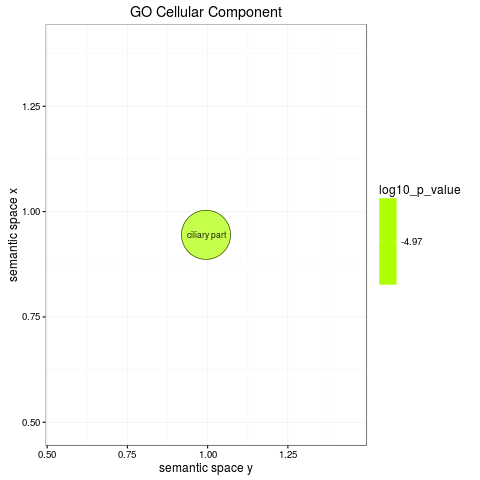 GO Cellular Component
semantic space x
1.25
1.00
0.75
0.50
ciliary part
0.50 0.75 1.00 1.25
semantic space y
log10_p_value
-4.97